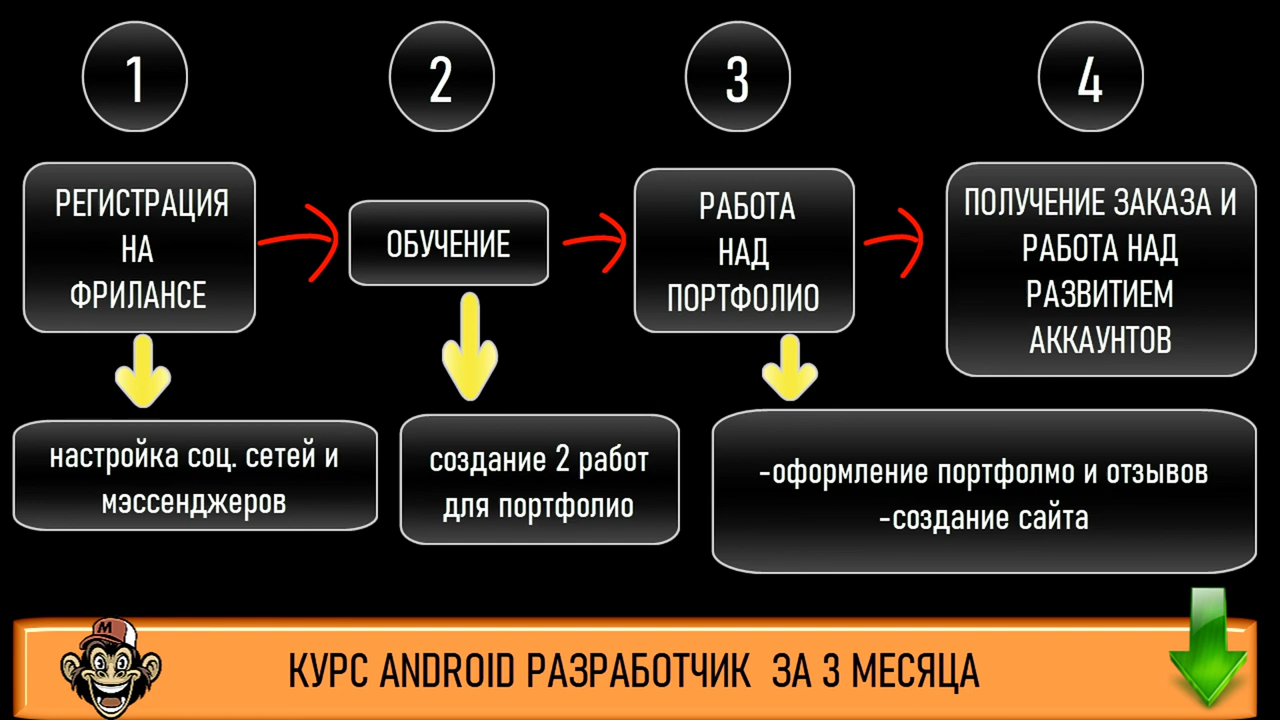 1
2
3
4
РЕГИСТРАЦИЯ
НА
ФРИЛАНСЕ
ОБУЧЕНИЕ
РАБОТА
НАД
ПОРТФОЛИО
ПОЛУЧЕНИЕ ЗАКАЗА И
РАБОТА НАД
РАЗВИТИЕМ
АККАУНТОВ
настройка соц. сетей и
мэссенджеров
создание 2 работ
для портфолио
-оформление портфолмо и отзывов
-создание сайта
M
КУРС ANDROID РАЗРАБОТЧИК ЗА 3 МЕСЯЦА